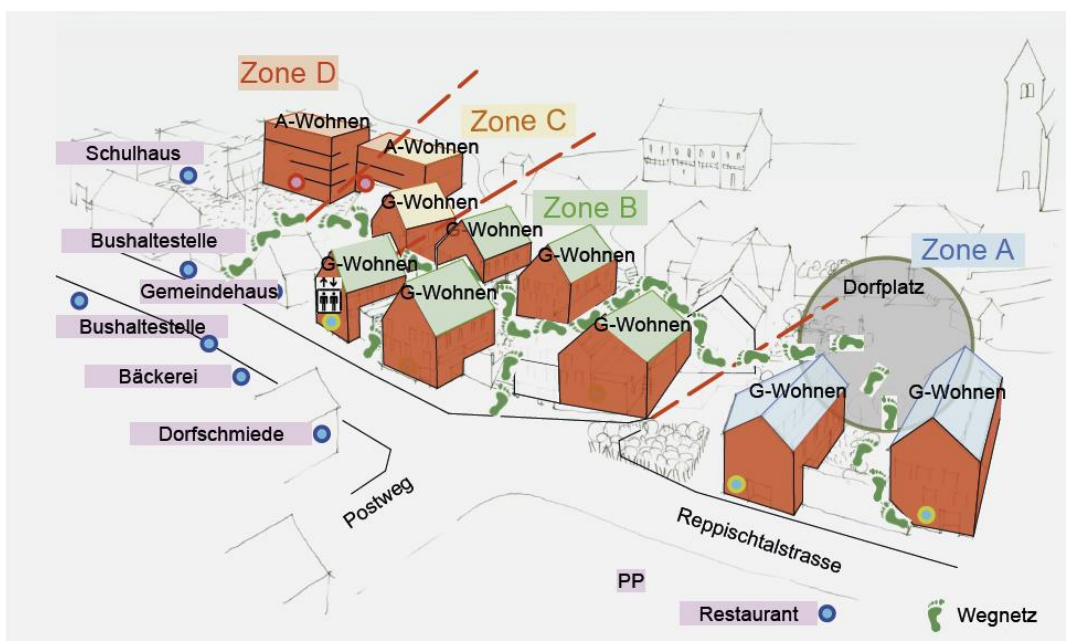 Zone D
A-Wohnen
Zone C
A-Wohnen
Schulhaus
G-Wohnen
Zone B
G-Wohnen
Bushaltestelle
Zone A
G-Wohnen
Dorfplatz
Gemeindehaus
G-Wohnen
Bushaltestelle
G-Wohnen
Bäckerei
G-Wohnen
G-Wohnen
Dorfschmiede
Postweg
Reppischtalstrasse
PP
Restaurant
Wegnetz